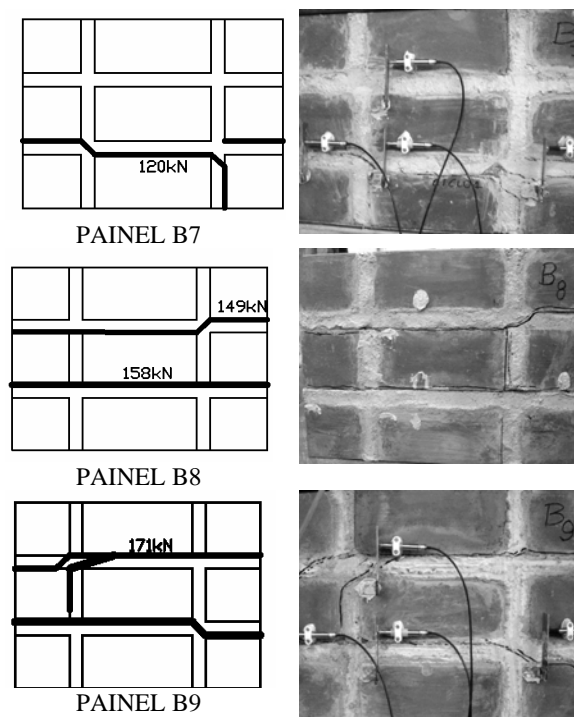 120kN
B
PAINEL B7
149kN
158kN
B8
PAINEL B8
171kN
B9
PAINEL B9